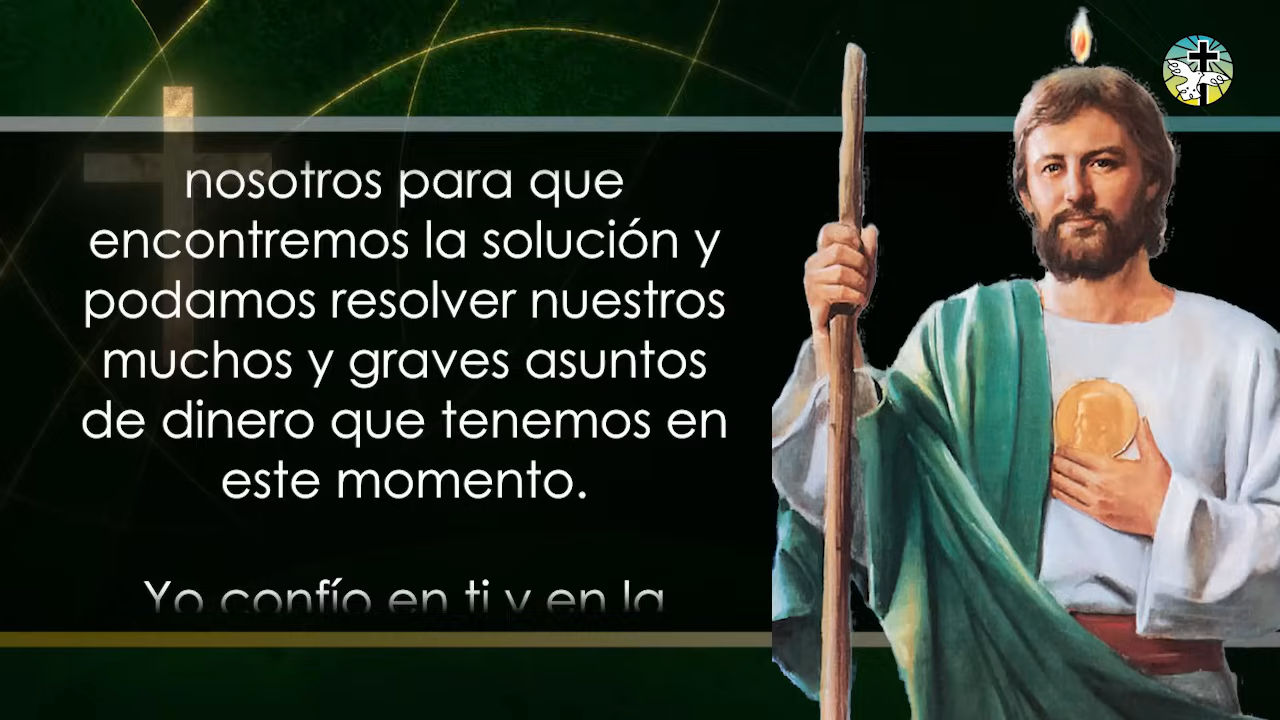 nosotros para que
encontremos la solución y
podamos resolver nuestros
muchos y graves asuntos
de dinero que tenemos en
este momento.
Yo confío en ti y en la